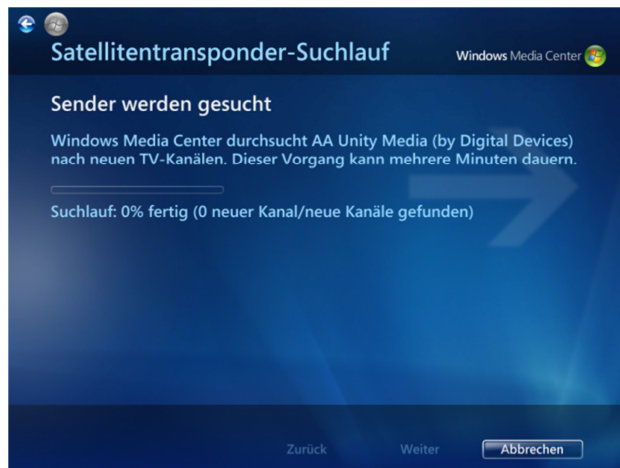 Satellitentransponder-Suchlauf
Windows Media Center
Sender werden gesucht
Windows Media Center durchsucht AA Unity Media (by Digital Devices)
nach neuen TV-Kanälen. Dieser Vorgang kann mehrere Minuten dauern.
Suchlauf: 0% fertig (0 neuer Kanal/neue Kanäle gefunden)
Zurück Weiter Abbrechen